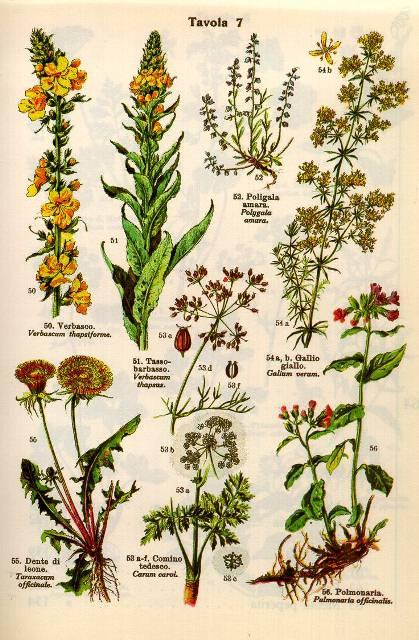 Tavola 7
54 b
52
52. Poligala
amara.
Polygala
amara.
51
50
50. Verbasco.
Verbascum thapsiforme.
53 c
51. Tasso-
barbasso.
Verbascum
thapsus.
53 d
53 f
54 a
54 a, b. Gallio
giallo.
Galium verum.
55
53 b
53 a
56
55. Dente di
leone.
Taraxacum
officinale.
53 a-f. Comino
tedesco.
Carum carvi.
53 e
56. Polmonaria.
Pulmonaria officinalis.